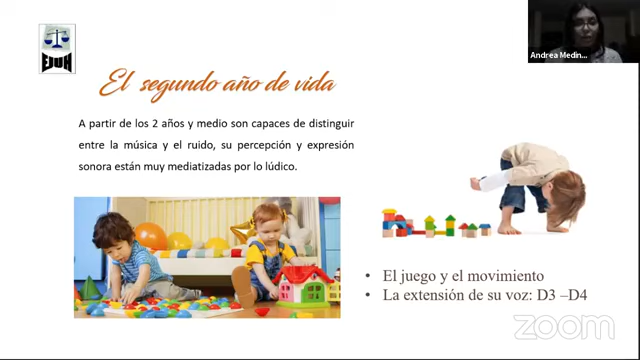 EJUH
Andrea Medin...
El segundo año de vida
A partir de los 2 años y medio son capaces de distinguir
entre la música y el ruido, su percepción y expresión
sonora están muy mediatizadas por lo lúdico.
• El juego y el movimiento
• La extensión de su voz: D3 –D4
zoom